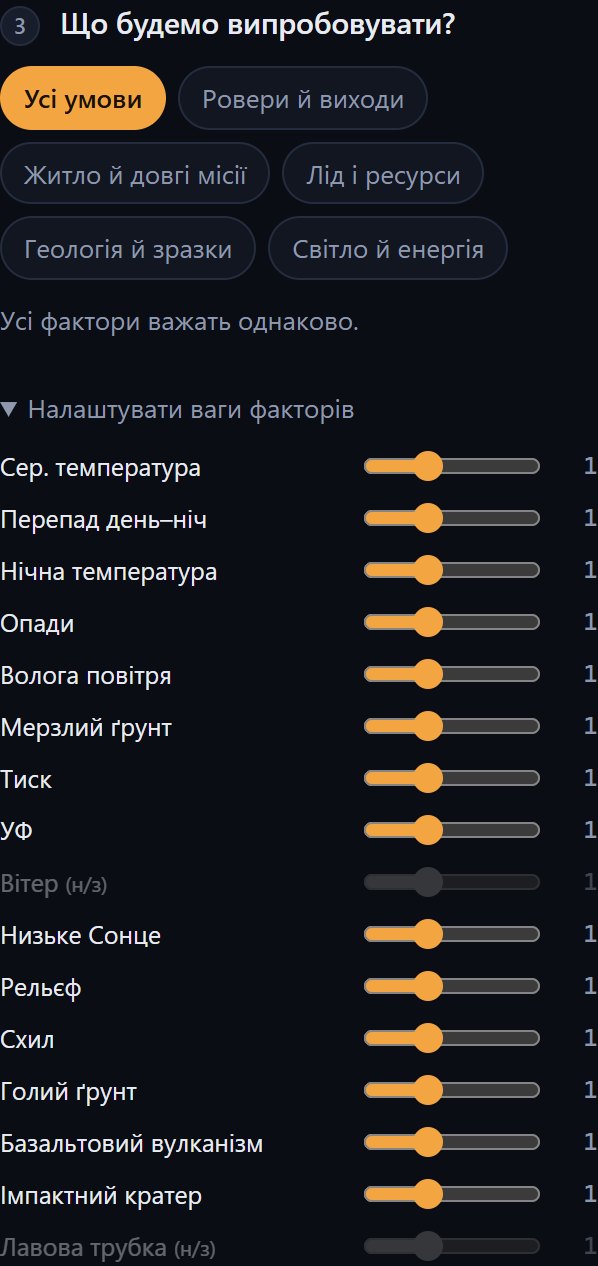 3 Що будемо випробовувати?
Усі умови Ровери й виходи
Житло й довгі місії Лід і ресурси
Геологія й зразки Світло й енергія
Усі фактори важать однаково.
▼ Налаштувати ваги факторів
Сер. температура 1
Перепад день–ніч 1
Нічна температура 1
Опади 1
Волога повітря 1
Мерзлий ґрунт 1
Тиск 1
УФ 1
Вітер (н/з) 1
Низьке Сонце 1
Рельєф 1
Схил 1
Голий ґрунт 1
Базальтовий вулканізм 1
Імпактний кратер 1
Лавова трубка (н/з) 1